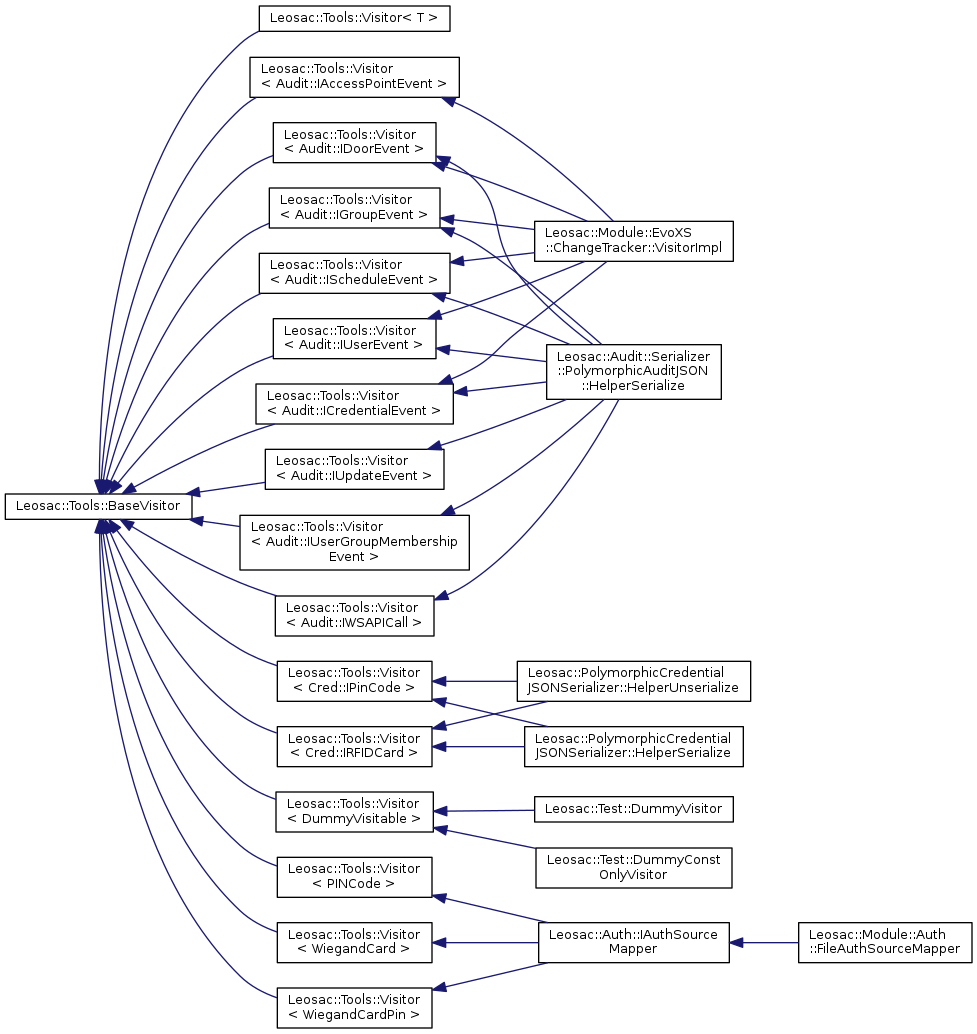 Leosac::Tools::Visitor< T >
Leosac::Tools::Visitor
< Audit::IAccessPointEvent >
Leosac::Tools::Visitor
< Audit::IDoorEvent >
Leosac::Tools::Visitor
< Audit::IGroupEvent >
Leosac::Module::EvoXS
::ChangeTracker::VisitorImpl
Leosac::Tools::Visitor
< Audit::IScheduleEvent >
Leosac::Tools::Visitor
< Audit::IUserEvent >
Leosac::Audit::Serializer
::PolymorphicAuditJSON
::HelperSerialize
Leosac::Tools::Visitor
< Audit::ICredentialEvent >
Leosac::Tools::Visitor
< Audit::IUpdateEvent >
Leosac::Tools::BaseVisitor
Leosac::Tools::Visitor
< Audit::IUserGroupMembership
Event >
Leosac::Tools::Visitor
< Audit::IWSAPICall >
Leosac::Tools::Visitor
< Cred::IPinCode >
Leosac::PolymorphicCredential
JSONSerializer::HelperUnserialize
Leosac::Tools::Visitor
< Cred::IRFIDCard >
Leosac::PolymorphicCredential
JSONSerializer::HelperSerialize
Leosac::Tools::Visitor
< DummyVisitable >
Leosac::Test::DummyVisitor
Leosac::Test::DummyConst
OnlyVisitor
Leosac::Tools::Visitor
< PINCode >
Leosac::Tools::Visitor
< WiegandCard >
Leosac::Auth::IAuthSource
Mapper
Leosac::Module::Auth
::FileAuthSourceMapper
Leosac::Tools::Visitor
< WiegandCardPin >